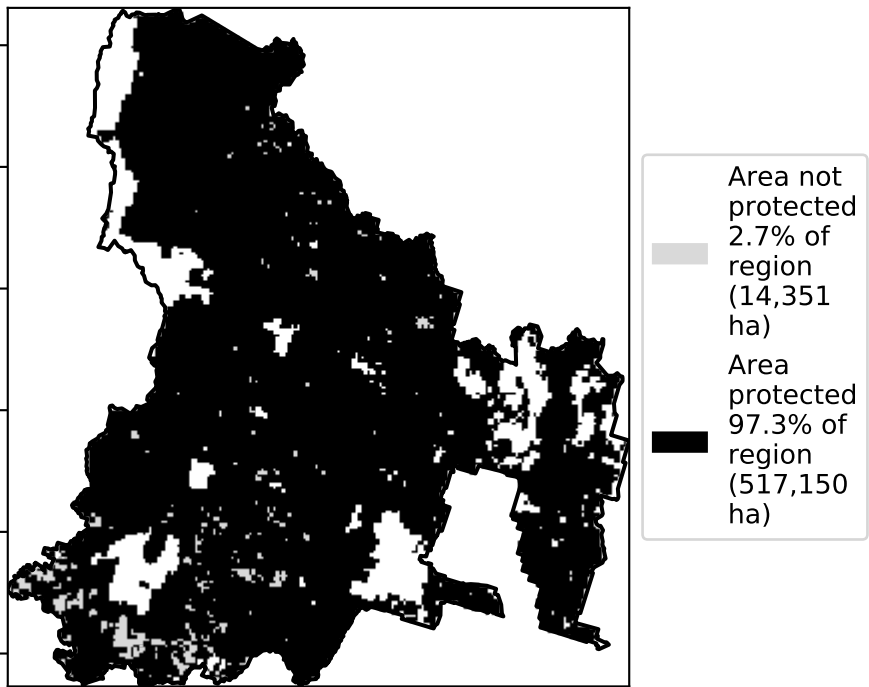 Area not
protected
2.7% of
region
(14,351
ha)
Area
protected
97.3% of
region
(517,150
ha)